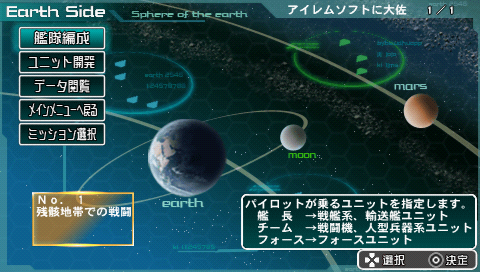 Earth Side
Sphere of the earth
アイレムソフトに大佐 1/1
艦隊編成
ユニット開発
データ閲覧
メインメニューへ戻る
ミッション選択
mars
moon
earth
No. 1
残骸地帯での戦闘
パイロットが乗るユニットを指定します。
艦 長 →戦艦系、輸送艦ユニット
チーム →戦闘機、人型兵器系ユニット
フォース→フォースユニット
選択 決定